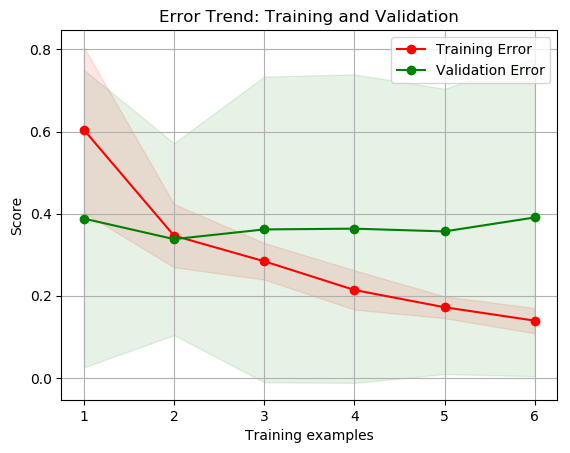 Error Trend: Training and Validation
Training Error
Validation Error
Score
0.8
0.6
0.4
0.2
0.0
1 2 3 4 5 6
Training examples